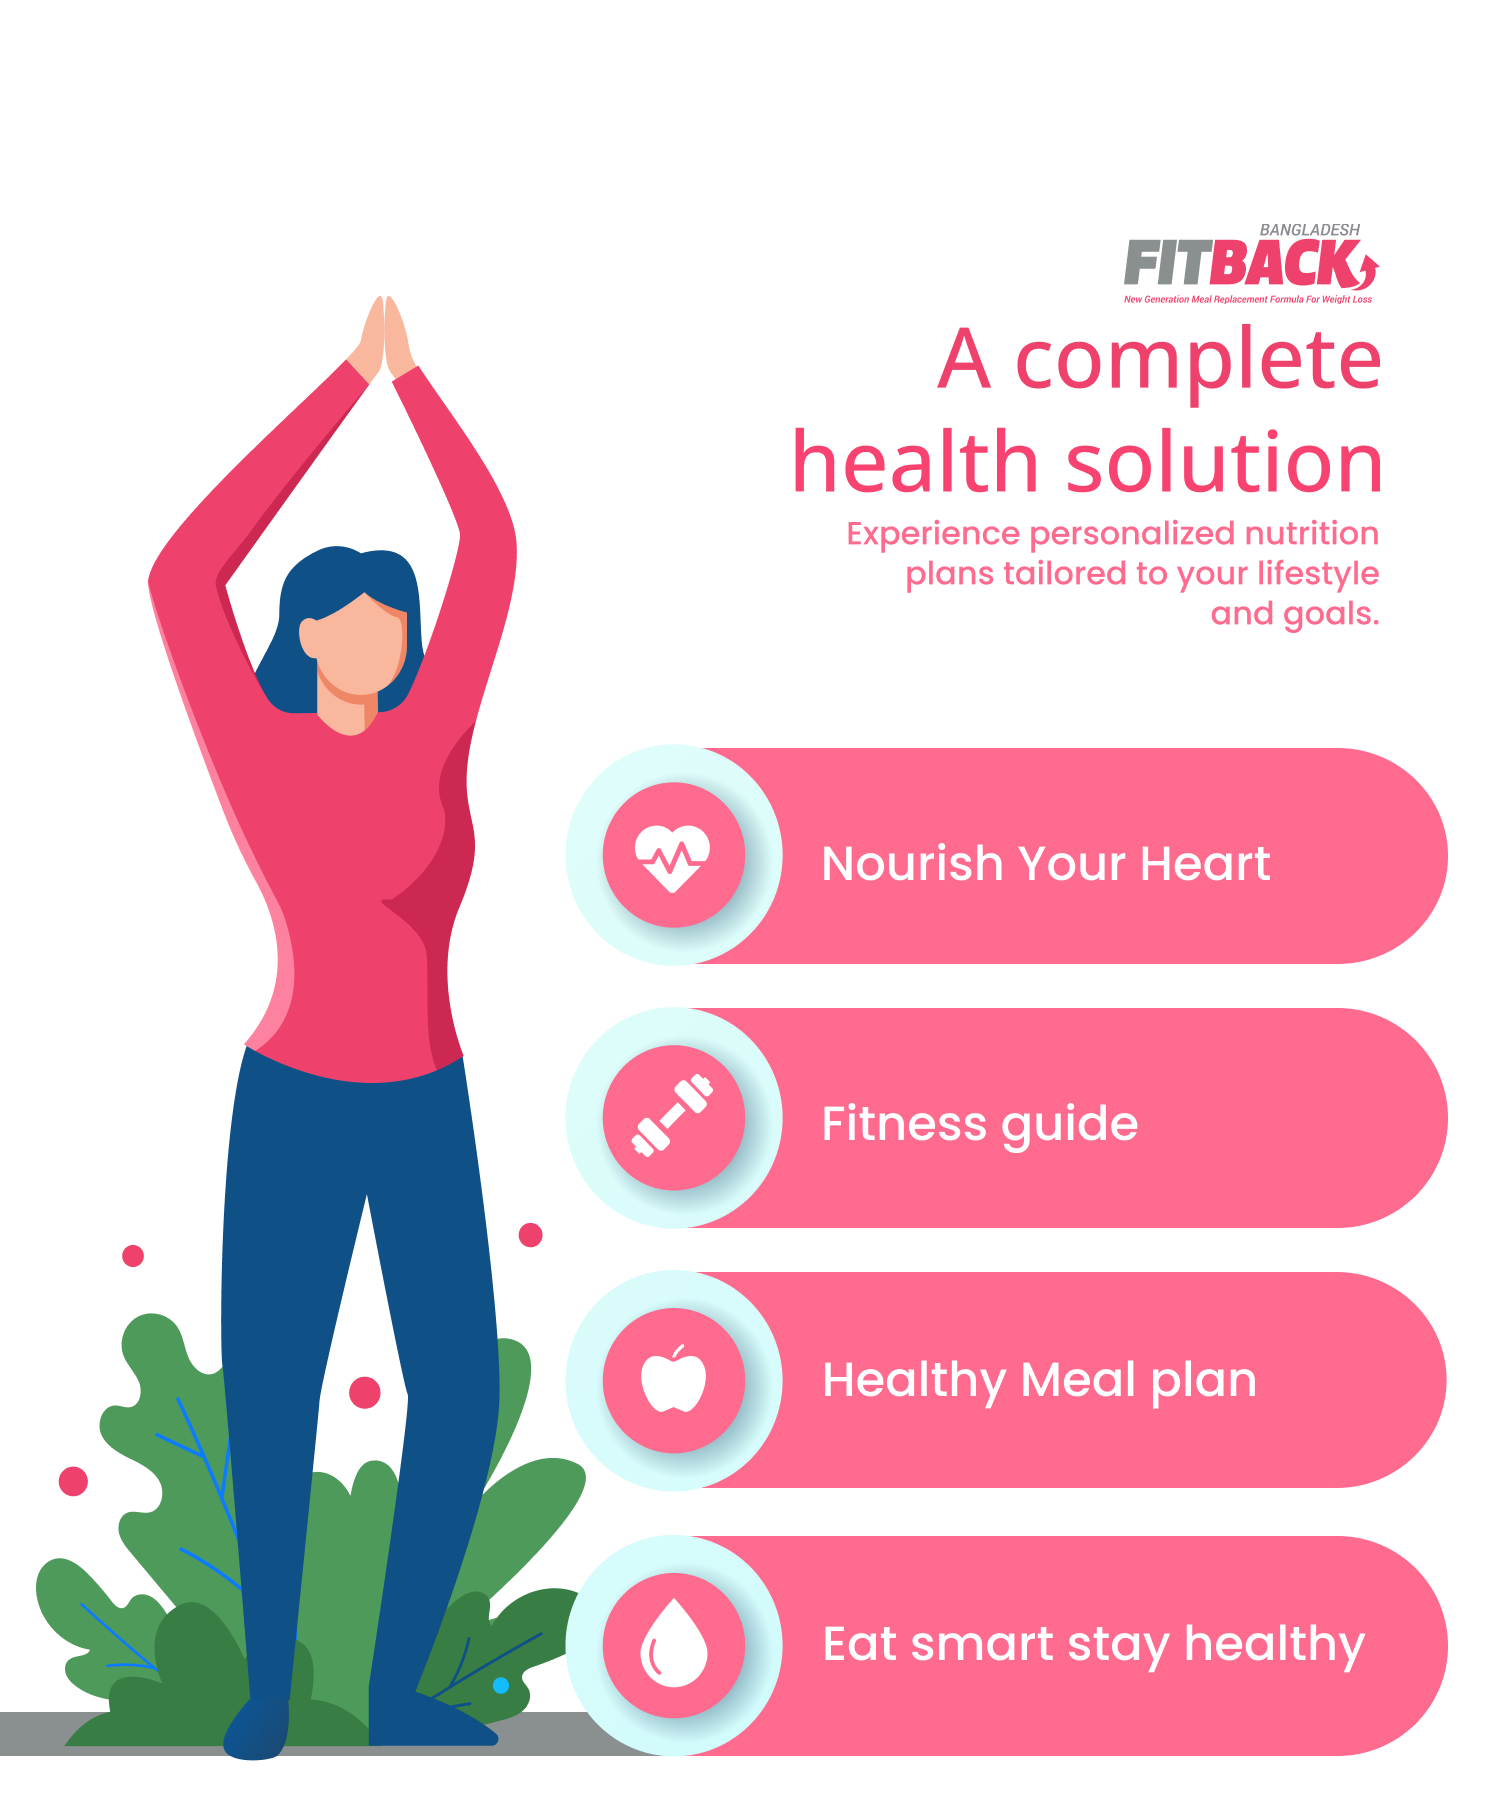 BANGLADESH
FITBACK
New Generation Meal Replacement Formula For Weight Loss
A complete
health solution
Experience personalized nutrition
plans tailored to your lifestyle
and goals.
Nourish Your Heart
Fitness guide
Healthy Meal plan
Eat smart stay healthy